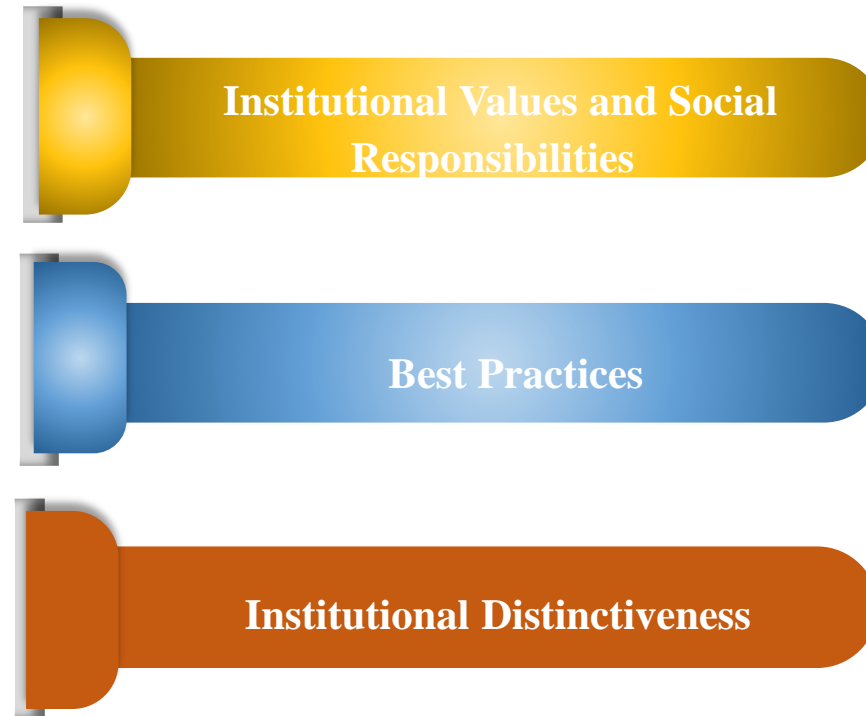 Institutional Values and Social
Responsibilities
Best Practices
Institutional Distinctiveness